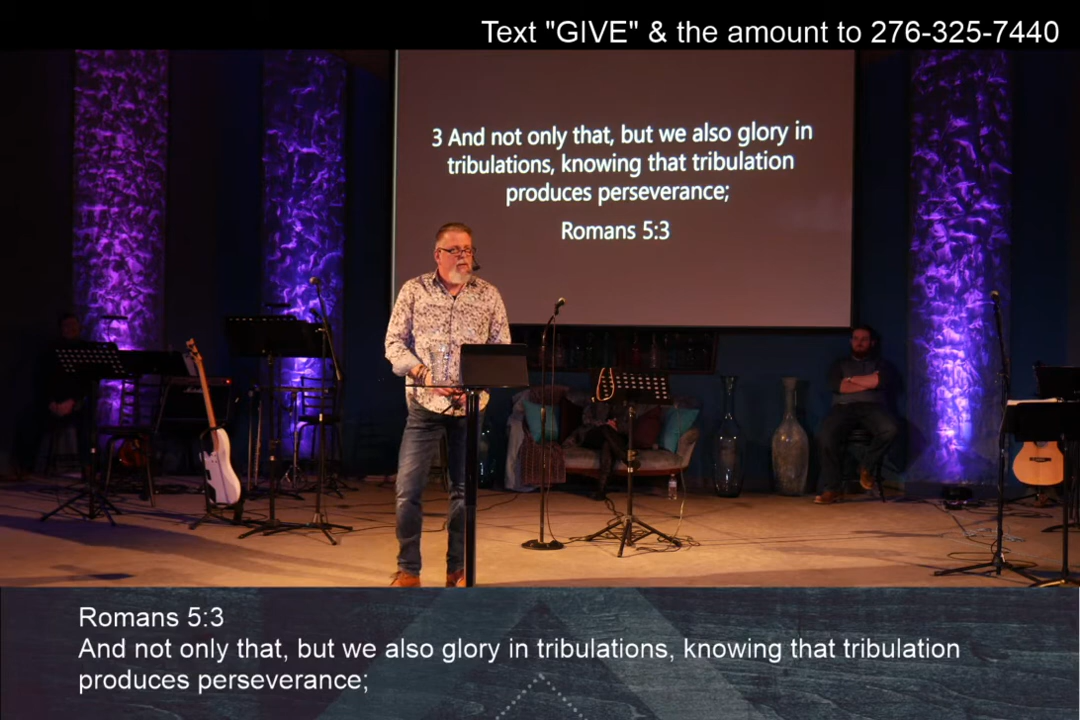 Text "GIVE" & the amount to 276-325-7440
3 And not only that, but we also glory in
tribulations, knowing that tribulation
produces perseverance;
Romans 5:3
Romans 5:3
And not only that, but we also glory in tribulations, knowing that tribulation
produces perseverance;